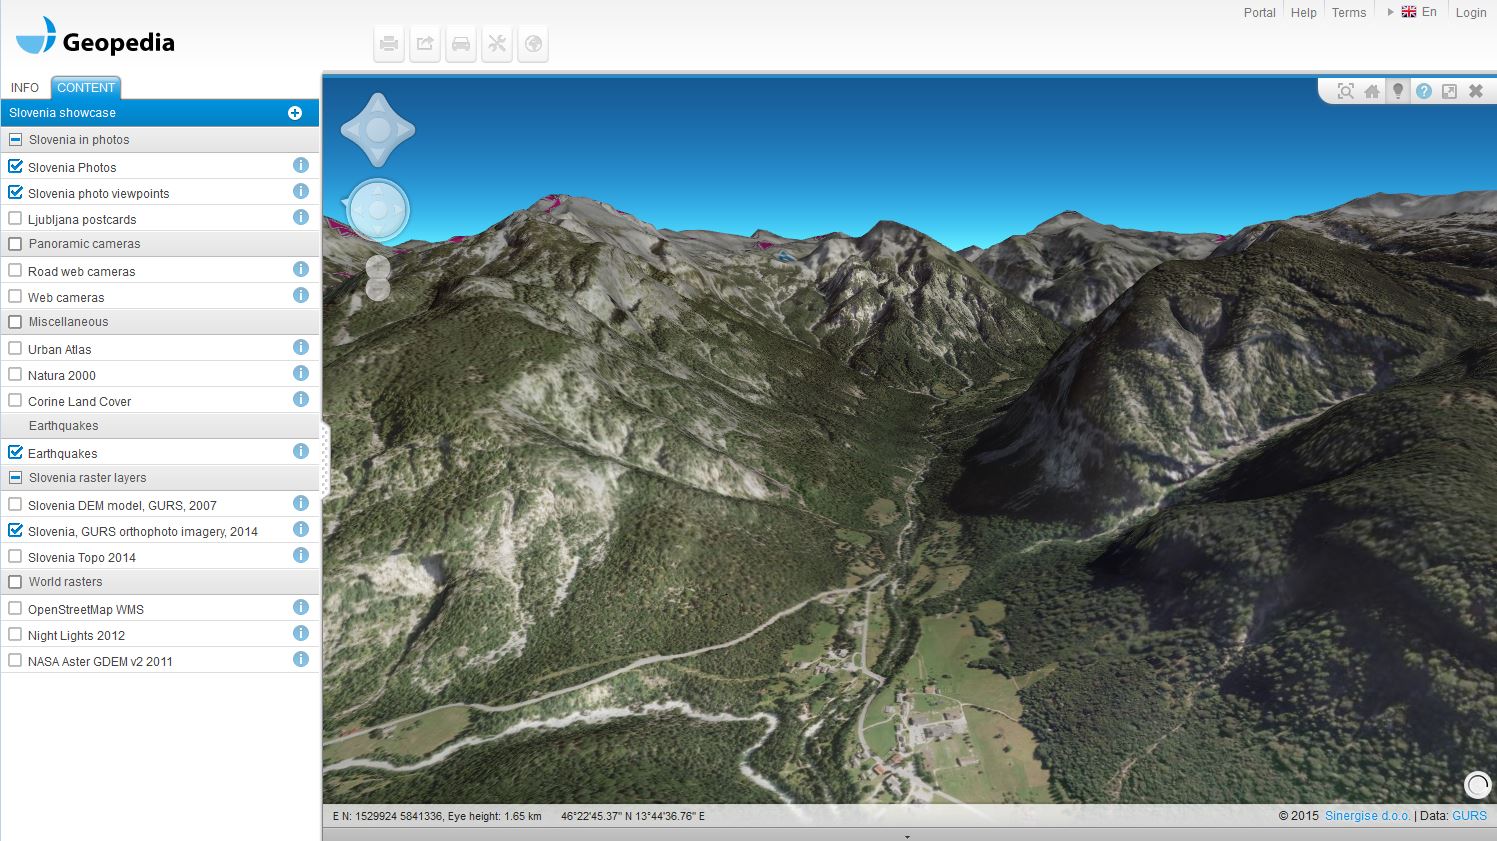 Portal Help Terms En Login
Geopedia
INFO CONTENT
Slovenia showcase
Slovenia in photos
Slovenia Photos
Slovenia photo viewpoints
Ljubljana postcards
Panoramic cameras
Road web cameras
Web cameras
Miscellaneous
Urban Atlas
Natura 2000
Corine Land Cover
Earthquakes
Earthquakes
Slovenia raster layers
Slovenia DEM model, GURS, 2007
Slovenia, GURS orthophoto imagery, 2014
Slovenia Topo 2014
World rasters
OpenStreetMap WMS
Night Lights 2012
NASA Aster GDEM v2 2011
E N: 1529924 5841336, Eye height: 1.65 km 46°22'45.37" N 13°44'36.76" E
© 2015 Sinergise d.o.o. | Data: GURS